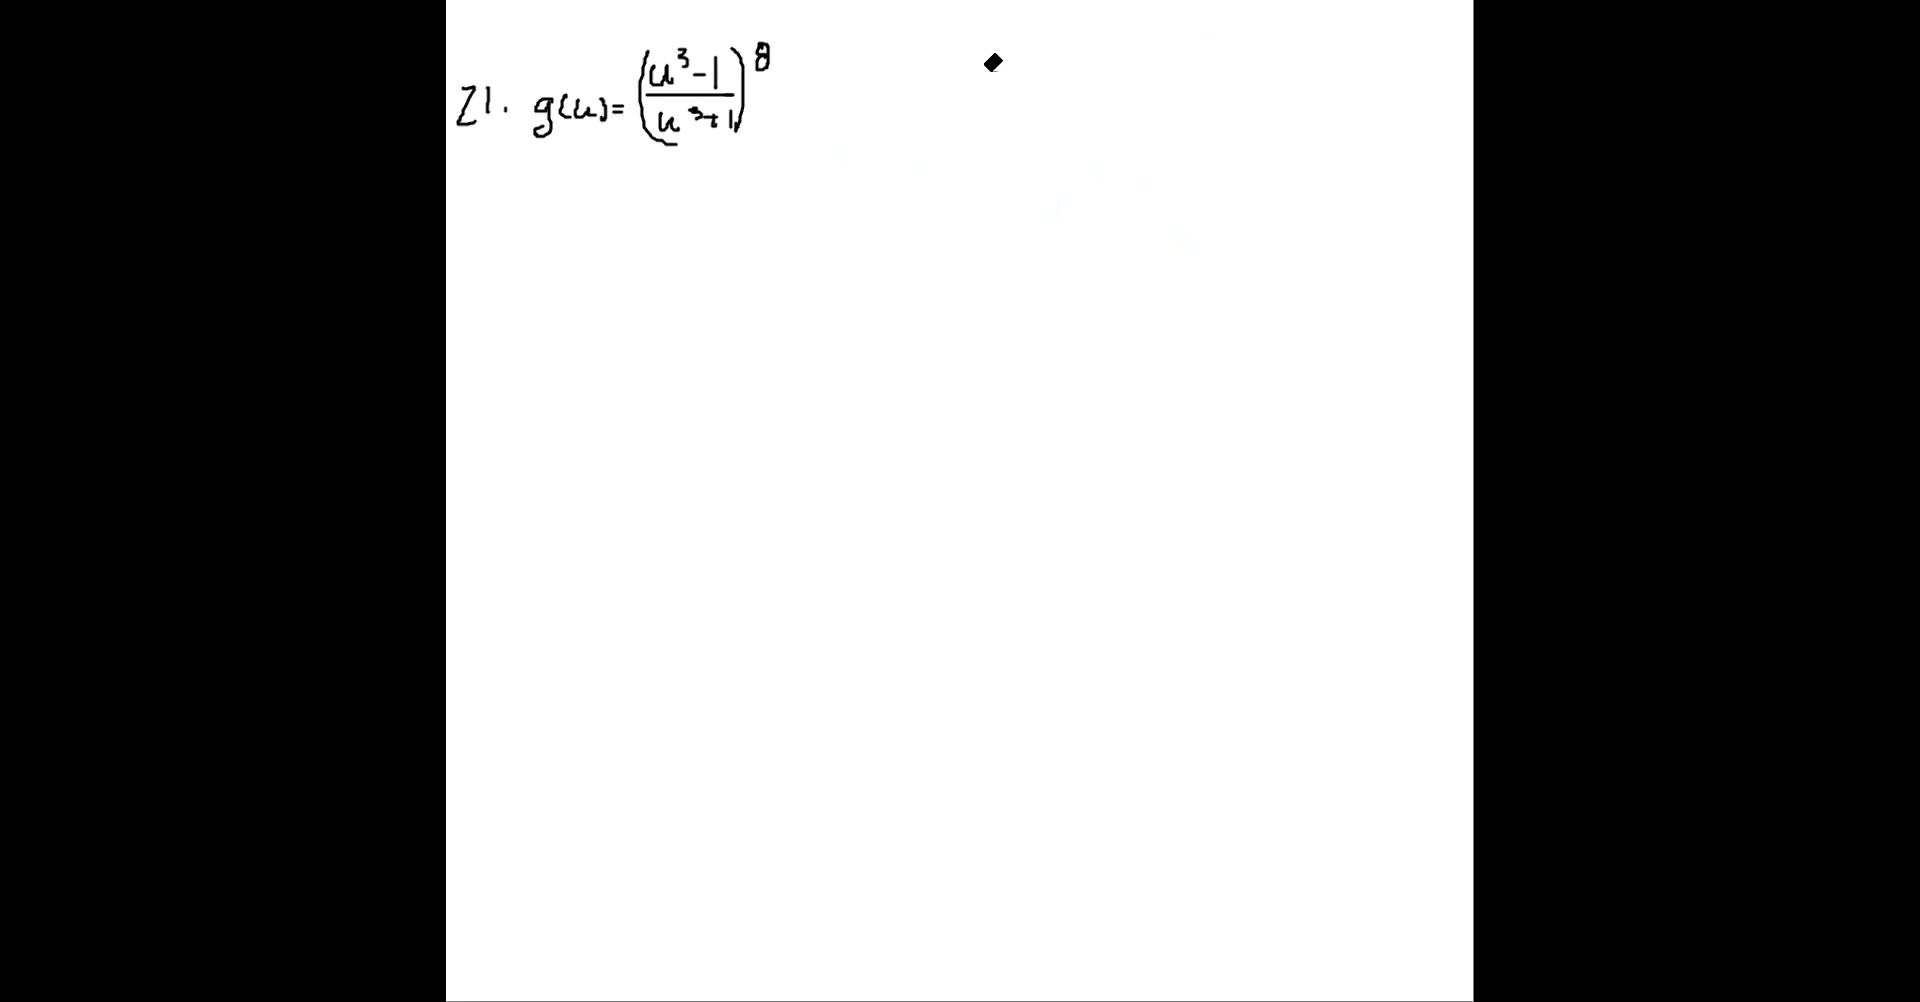 21. g(u) = ((u³-1)/(u³+1))⁸